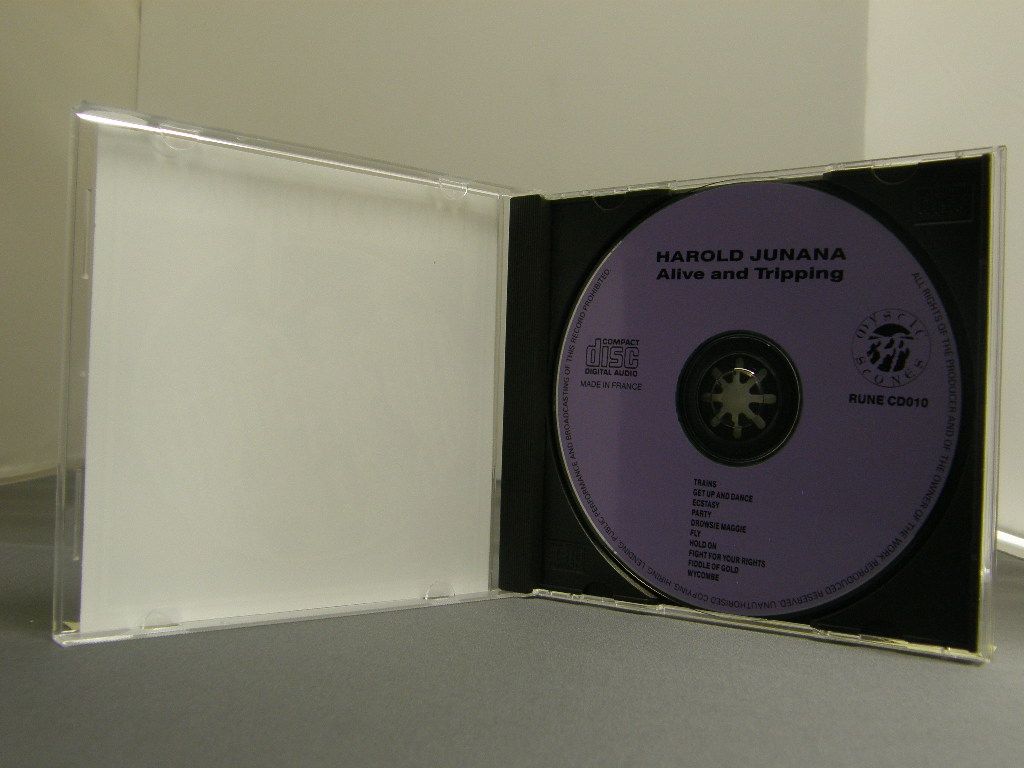 HAROLD JUNANA
Alive and Tripping
COMPACT
disc
DIGITAL AUDIO
MADE IN FRANCE
MYSTIC
STONES
RUNE CD010
TRAINS
GET UP AND DANCE
ECSTASY
PARTY
DROWSIE MAGGIE
FLY
HOLD ON
FIGHT FOR YOUR RIGHTS
FIDDLE OF GOLD
WYCOMBE
ALL RIGHTS OF THE PRODUCER AND OF THE OWNER OF THE WORK REPRODUCED RESERVED. UNAUTHORISED COPYING, HIRING, LENDING, PUBLIC PERFORMANCE AND BROADCASTING OF THIS RECORD PROHIBITED